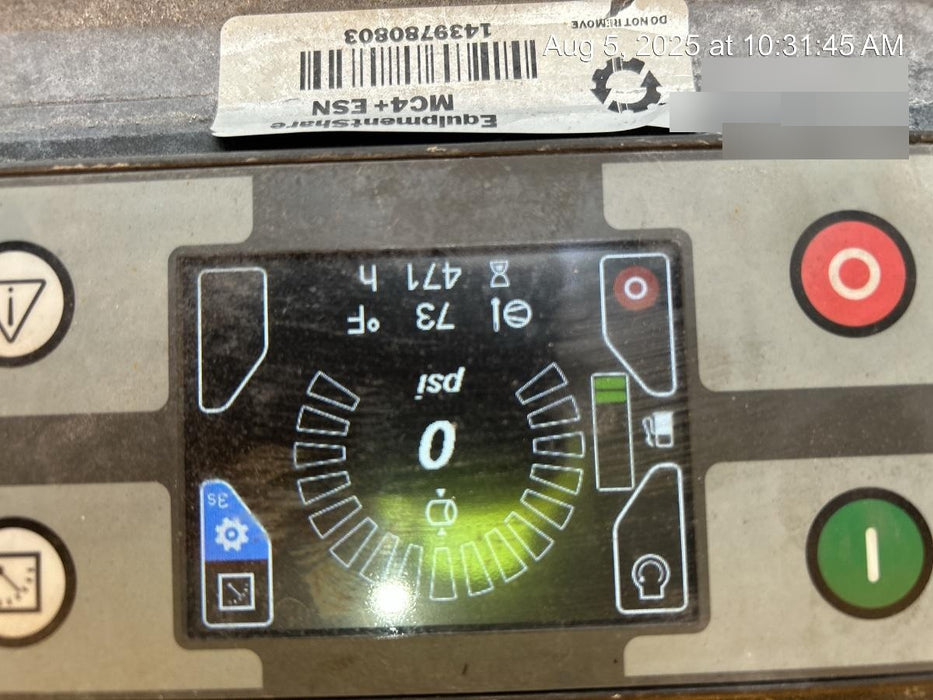 Aug 5, 2025 at 10:31:45 AM
EquipmentShare
MC4+ ESN
1439780803
DO NOT REMOVE
3s
0
psi
73 °F
471 h